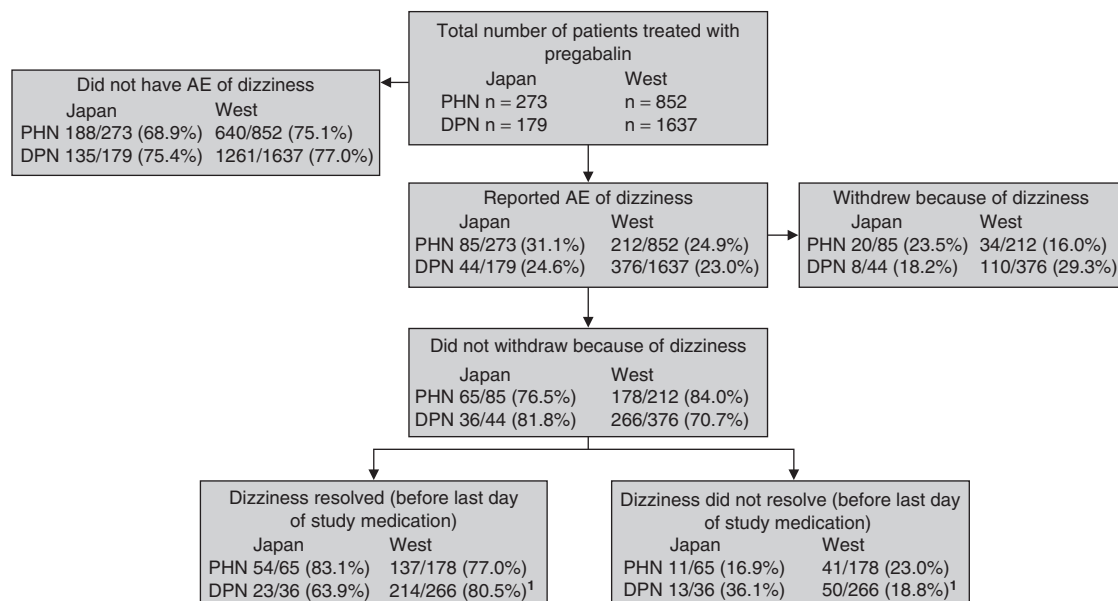 Total number of patients treated with
pregabalin
Japan West
PHN n = 273 n = 852
DPN n = 179 n = 1637
Did not have AE of dizziness
Japan West
PHN 188/273 (68.9%) 640/852 (75.1%)
DPN 135/179 (75.4%) 1261/1637 (77.0%)
Reported AE of dizziness
Japan West
PHN 85/273 (31.1%) 212/852 (24.9%)
DPN 44/179 (24.6%) 376/1637 (23.0%)
Withdrew because of dizziness
Japan West
PHN 20/85 (23.5%) 34/212 (16.0%)
DPN 8/44 (18.2%) 110/376 (29.3%)
Did not withdraw because of dizziness
Japan West
PHN 65/85 (76.5%) 178/212 (84.0%)
DPN 36/44 (81.8%) 266/376 (70.7%)
Dizziness resolved (before last day
of study medication)
Japan West
PHN 54/65 (83.1%) 137/178 (77.0%)
DPN 23/36 (63.9%) 214/266 (80.5%)¹
Dizziness did not resolve (before last day
of study medication)
Japan West
PHN 11/65 (16.9%) 41/178 (23.0%)
DPN 13/36 (36.1%) 50/266 (18.8%)¹